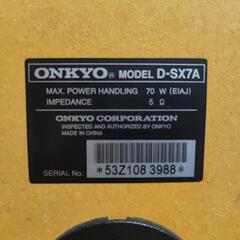 ONKYO MODEL D-SX7A
MAX. POWER HANDLING 70 W (EIAJ)
IMPEDANCE 5 Ω
ONKYO CORPORATION
INSPECTED AND AUTHORIZED BY ONKYO
MADE IN CHINA
SERIAL No. *53Z108 3988*